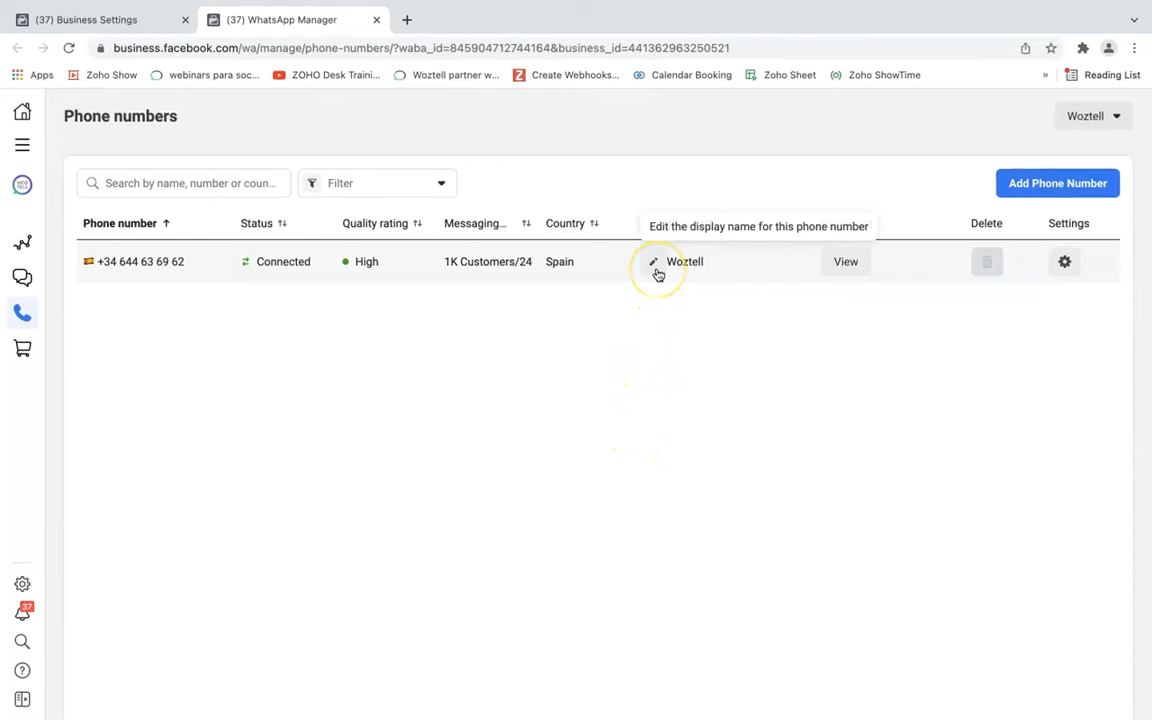 (37) Business Settings
(37) WhatsApp Manager
business.facebook.com/wa/manage/phone-numbers/?waba_id=845904712744164&business_id=441362963250521
Apps
Zoho Show
webinars para soc...
ZOHO Desk Traini...
Woztell partner w...
Create Webhooks...
Calendar Booking
Zoho Sheet
Zoho ShowTime
»
Reading List
Phone numbers
Woztell
Search by name, number or coun...
Filter
Add Phone Number
Phone number
Status
Quality rating
Messaging...
Country
Edit the display name for this phone number
Delete
Settings
+34 644 63 69 62
Connected
High
1K Customers/24
Spain
Woztell
View
WOZ
TELL
37